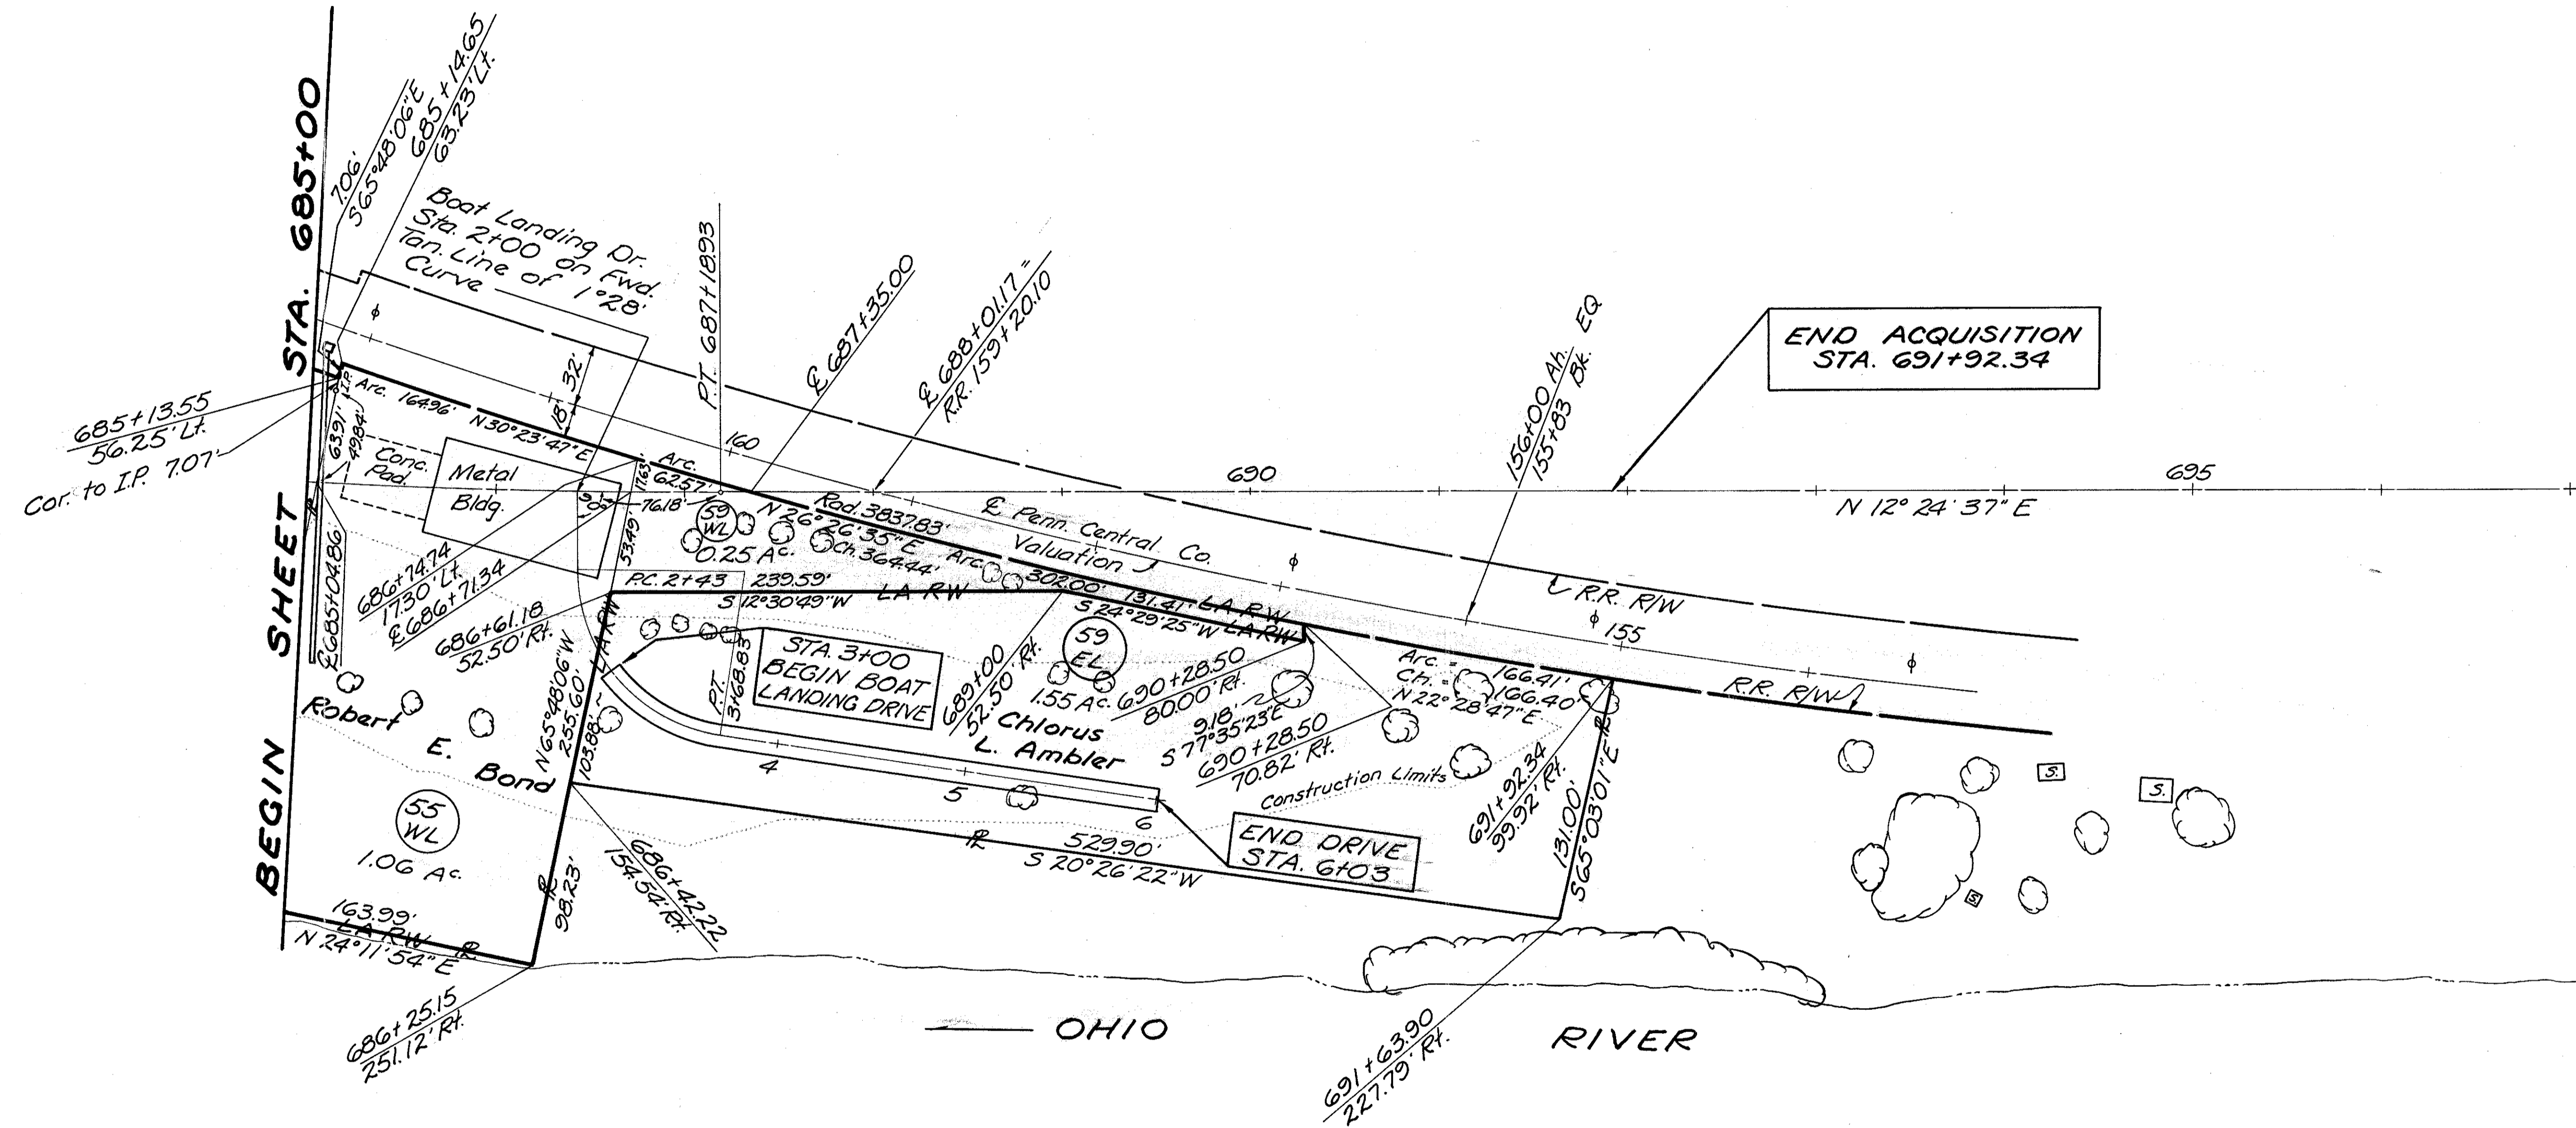 BEGIN SHEET STA. 685+00
7.06'
S65°48'06"E
685+14.65
63.23' Lt.
Boat Landing Dr.
Sta. 2+00 on Fwd.
Tan. Line of 1°28'
Curve
P.T. 687+18.93
℄ 687+35.00
℄ 688+01.17 =
R.R. 159+20.10
156+00 Ah. EQ
155+83 Bk.
END ACQUISITION
STA. 691+92.34
685+13.55
56.25' Lt.
Cor. to I.P. 7.07'
I.P.
63.91'
49.84'
Arc. 164.96'
N30°23'47"E
18' 32'
160
690
695
N 12° 24' 37" E
Conc.
Pad
Metal
Bldg.
17.63'
Arc.
62.57'
76.18'
53.49'
59
WL
0.25 Ac.
Rad. 3837.83'
N 26° 26' 35" E
Ch. 364.44'
Arc
302.00'
℄ Penn. Central Co.
Valuation
R.R. R/W
155
R.R. R/W
℄ 685+04.86
686+74.74
17.30' Lt.
℄ 686+71.34
686+61.18
52.50' Rt.
P.C. 2+43
239.59'
S 12°30'49"W
LA RW
131.41'
LA RW
S 24°29'25"W
LA RW
LA RW
N65°48'06"W
255.60'
103.88'
P.T.
3+68.83
STA. 3+00
BEGIN BOAT
LANDING DRIVE
689+00
52.50' Rt.
59
EL
1.55 Ac.
Chlorus
L. Ambler
690+28.50
80.00' Rt.
9.18'
S 77°35'23"E
690+28.50
70.82' Rt.
Arc. = 166.41'
Ch. = 166.40'
N 22° 28'47"E
Construction Limits
691+92.34
99.92' Rt.
131.00'
S65°03'01"E
Robert
E.
Bond
55
WL
1.06 Ac.
4
5
6
END DRIVE
STA. 6+03
529.90'
S 20° 26' 22" W
686+42.22
154.54' Rt.
98.23'
163.99'
LA RW
N 24° 11' 54" E
686+25.15
251.12' Rt.
691+63.90
227.79' Rt.
S.
S.
S
OHIO RIVER